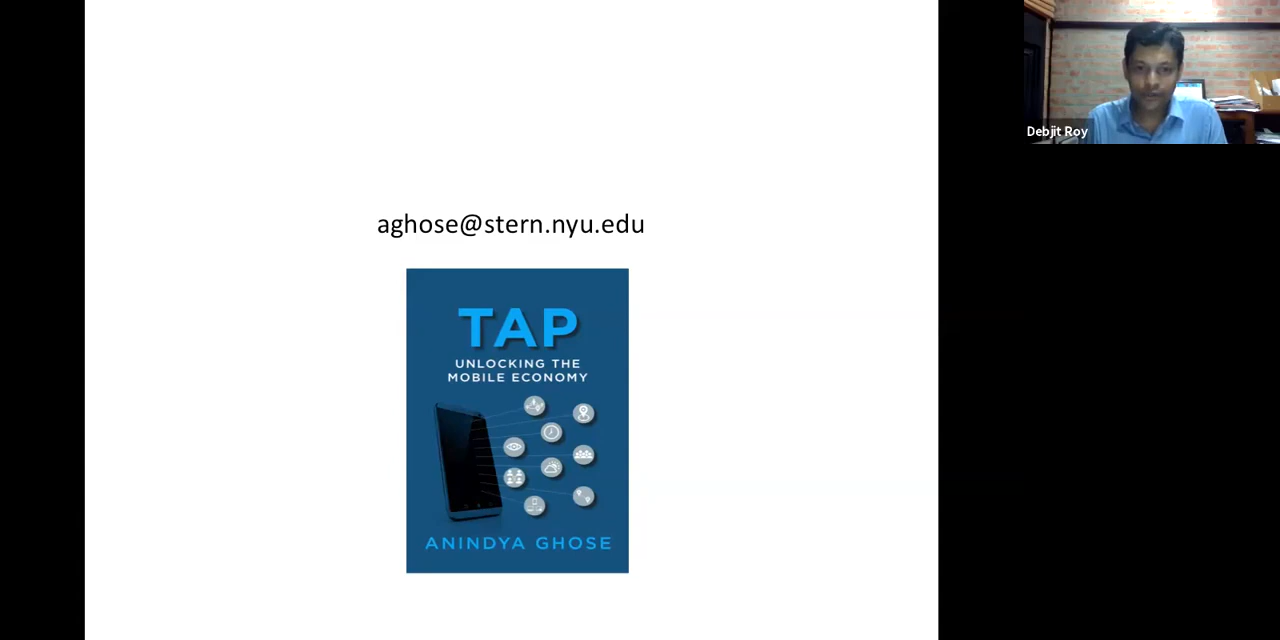 aghose@stern.nyu.edu
TAP
UNLOCKING THE
MOBILE ECONOMY
ANINDYA GHOSE
Debjit Roy